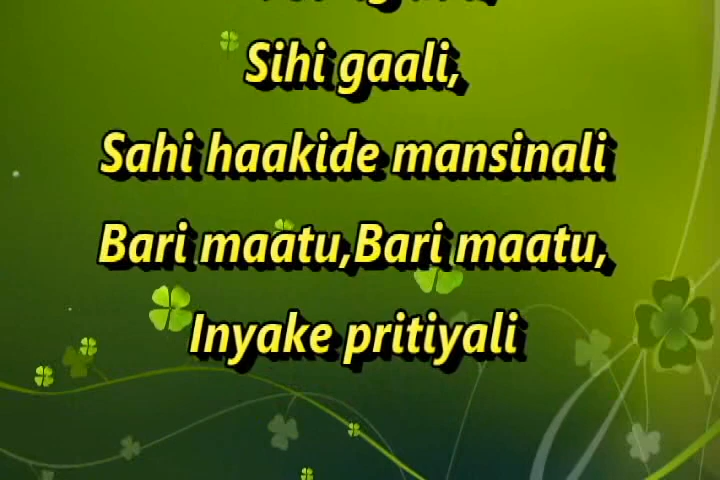 Sihi gaali,
Sahi haakide mansinali
Bari maatu,Bari maatu,
Inyake pritiyali